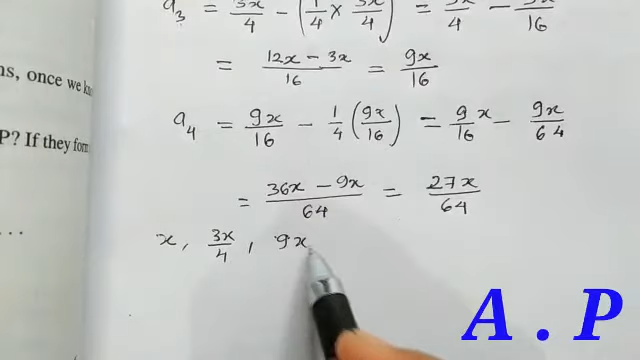 a₃ = 3x/4 − (1/4 × 3x/4) = 3x/4 − 3x/16
= (12x − 3x)/16 = 9x/16
ns, once we kn
a₄ = 9x/16 − 1/4 (9x/16) = 9/16 x − 9x/64
P? If they form
= (36x − 9x)/64 = 27x/64
x, 3x/4, 9x
A . P